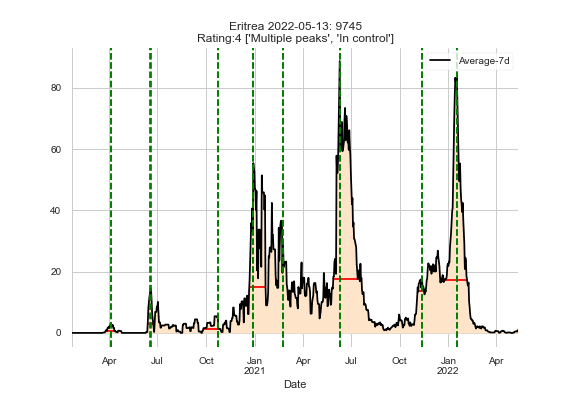 Eritrea 2022-05-13: 9745
Rating:4 ['Multiple peaks', 'In control']
Average-7d
80
60
40
20
0
Apr Jul Oct Jan Apr Jul Oct Jan Apr
2021 2022
Date